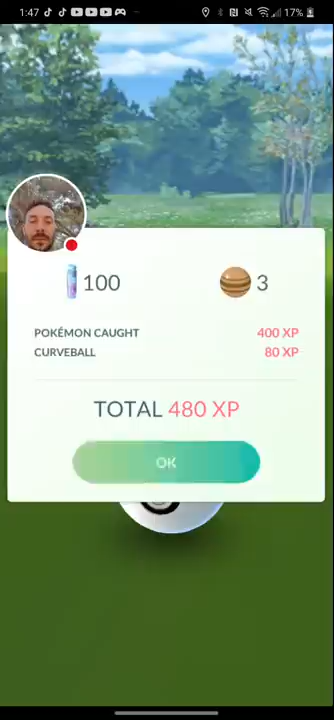 1:47 17%
100 3
POKÉMON CAUGHT 400 XP
CURVEBALL 80 XP
TOTAL 480 XP
OK